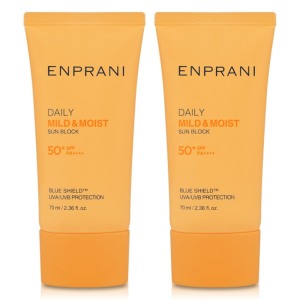 ENPRANI
DAILY
MILD & MOIST
SUN BLOCK
50+ SPF
PA++++
BLUE SHIELD™
UVA/UVB PROTECTION
70 ml / 2.36 fl. oz.
ENPRANI
DAILY
MILD & MOIST
SUN BLOCK
50+ SPF
PA++++
BLUE SHIELD™
UVA/UVB PROTECTION
70 ml / 2.36 fl. oz.